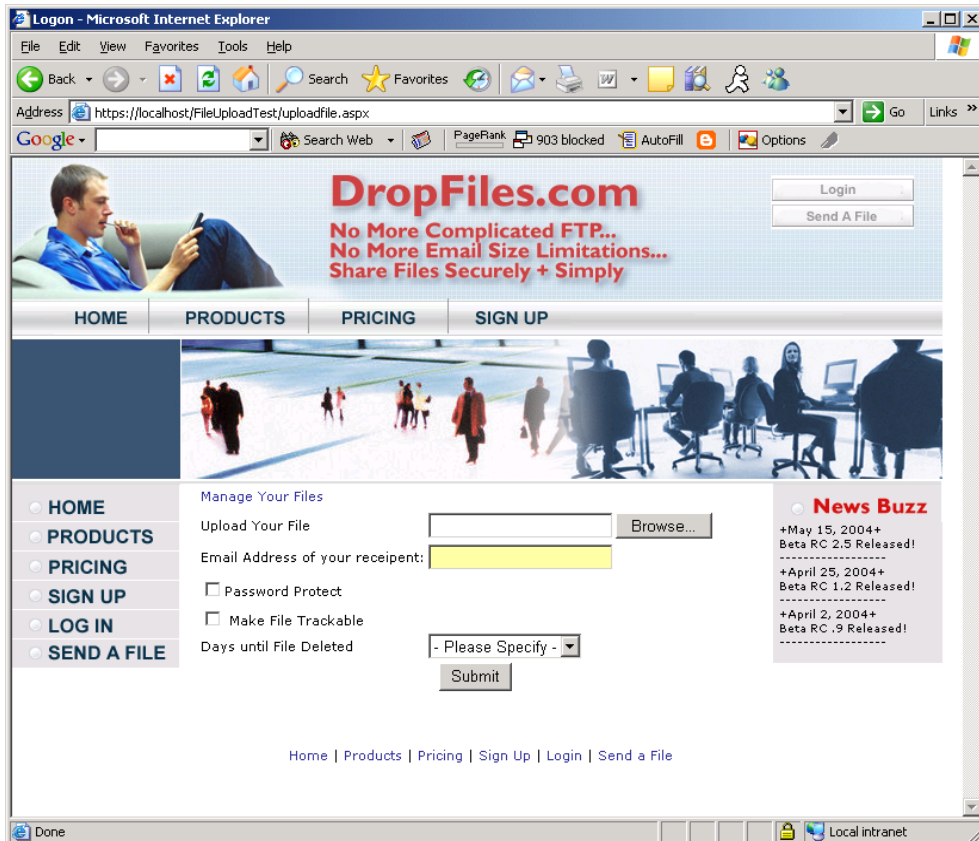 Logon - Microsoft Internet Explorer
File Edit View Favorites Tools Help
Back Search Favorites
Address https://localhost/FileUploadTest/uploadfile.aspx Go Links »
Google Search Web PageRank 903 blocked AutoFill Options
DropFiles.com
No More Complicated FTP...
No More Email Size Limitations...
Share Files Securely + Simply
Login
Send A File
HOME PRODUCTS PRICING SIGN UP
HOME
PRODUCTS
PRICING
SIGN UP
LOG IN
SEND A FILE
Manage Your Files
Upload Your File Browse...
Email Address of your receipent:
Password Protect
Make File Trackable
Days until File Deleted - Please Specify -
Submit
News Buzz
+May 15, 2004+
Beta RC 2.5 Released!
------------------
+April 25, 2004+
Beta RC 1.2 Released!
------------------
+April 2, 2004+
Beta RC .9 Released!
------------------
Home | Products | Pricing | Sign Up | Login | Send a File
Done Local intranet